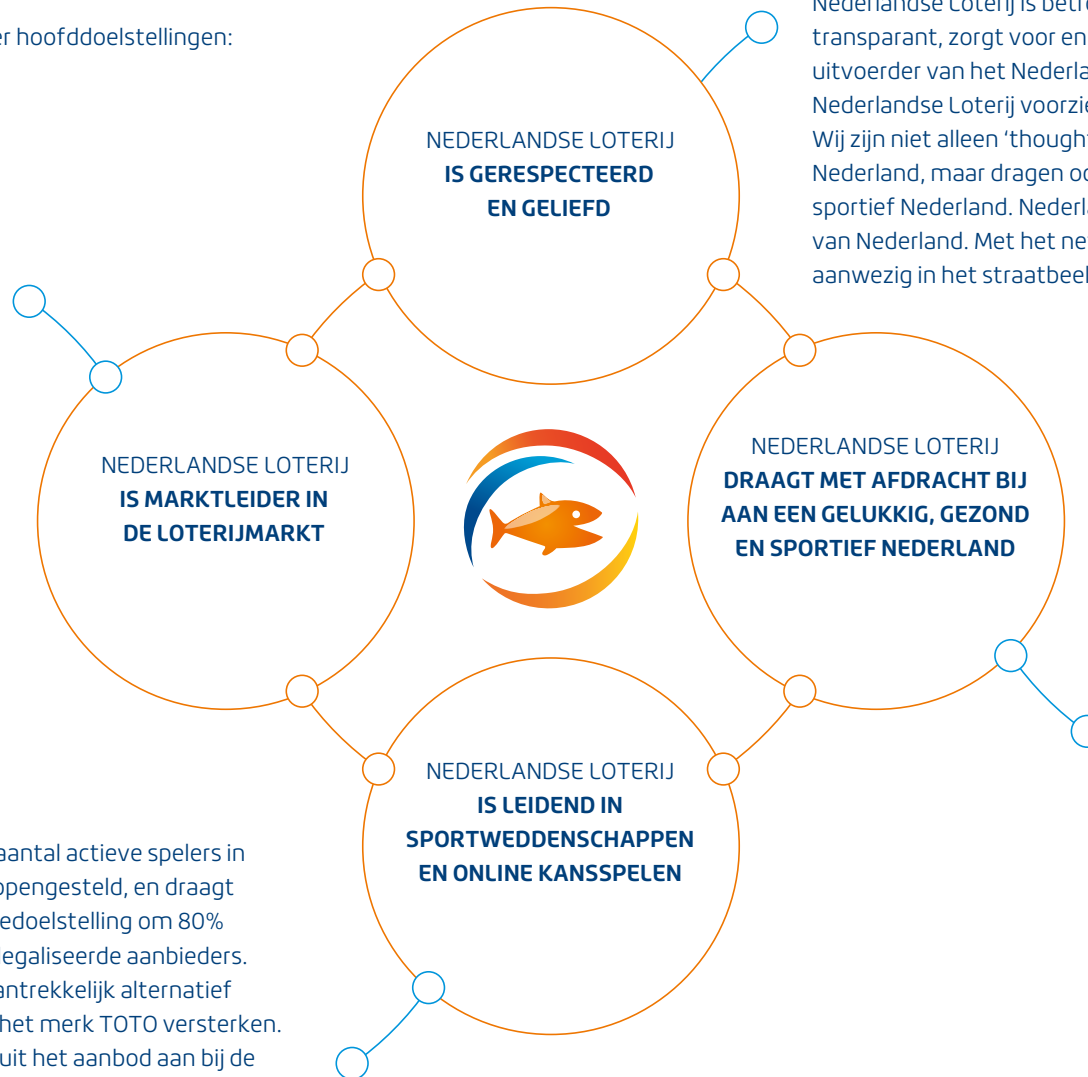 er hoofddoelstellingen:
Nederlandse Loterij is betr
transparant, zorgt voor en
uitvoerder van het Nederla
Nederlandse Loterij voorzie
Wij zijn niet alleen ‘thought
Nederland, maar dragen oo
sportief Nederland. Nederla
van Nederland. Met het net
aanwezig in het straatbeel
NEDERLANDSE LOTERIJ
IS GERESPECTEERD
EN GELIEFD
NEDERLANDSE LOTERIJ
IS MARKTLEIDER IN
DE LOTERIJMARKT
NEDERLANDSE LOTERIJ
DRAAGT MET AFDRACHT BIJ
AAN EEN GELUKKIG, GEZOND
EN SPORTIEF NEDERLAND
NEDERLANDSE LOTERIJ
IS LEIDEND IN
SPORTWEDDENSCHAPPEN
EN ONLINE KANSSPELEN
aantal actieve spelers in
opengesteld, en draagt
edoelstelling om 80%
legaliseerde aanbieders.
antrekkelijk alternatief
het merk TOTO versterken.
uit het aanbod aan bij de